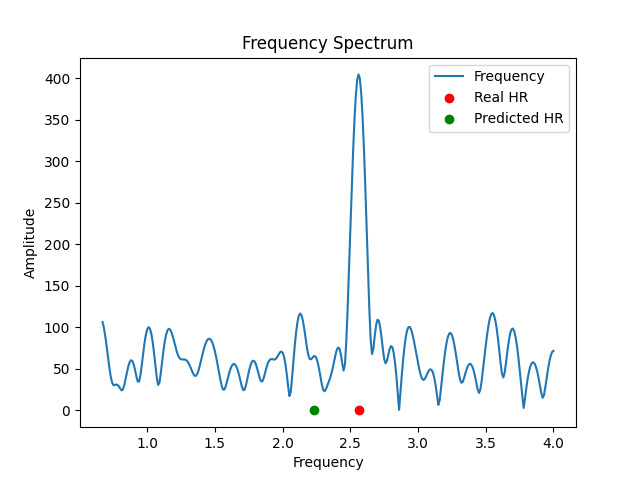 Frequency Spectrum
Frequency
Real HR
Predicted HR
Amplitude
400
350
300
250
200
150
100
50
0
1.0 1.5 2.0 2.5 3.0 3.5 4.0
Frequency